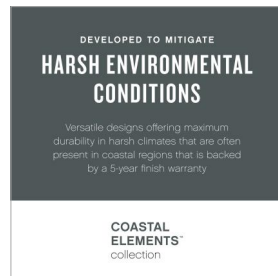 DEVELOPED TO MITIGATE
HARSH ENVIRONMENTAL
CONDITIONS
Versatile designs offering maximum
durability in harsh climates that are often
present in coastal regions that is backed
by a 5-year finish warranty
COASTAL
ELEMENTS™
collection